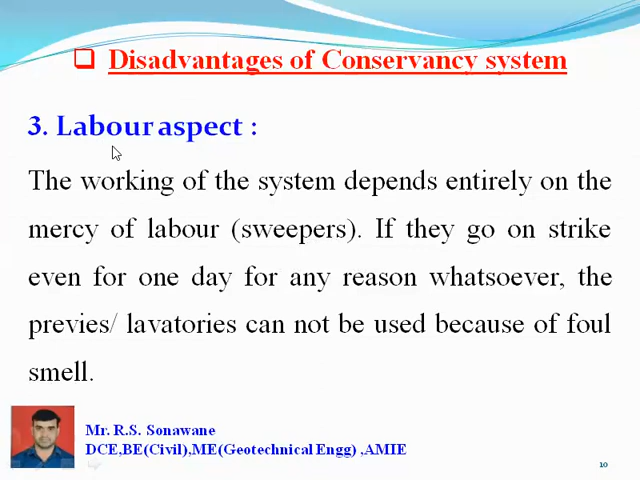 Disadvantages of Conservancy system
3. Labour aspect :
The working of the system depends entirely on the
mercy of labour (sweepers). If they go on strike
even for one day for any reason whatsoever, the
previes/ lavatories can not be used because of foul
smell.
Mr. R.S. Sonawane
DCE,BE(Civil),ME(Geotechnical Engg) ,AMIE
10